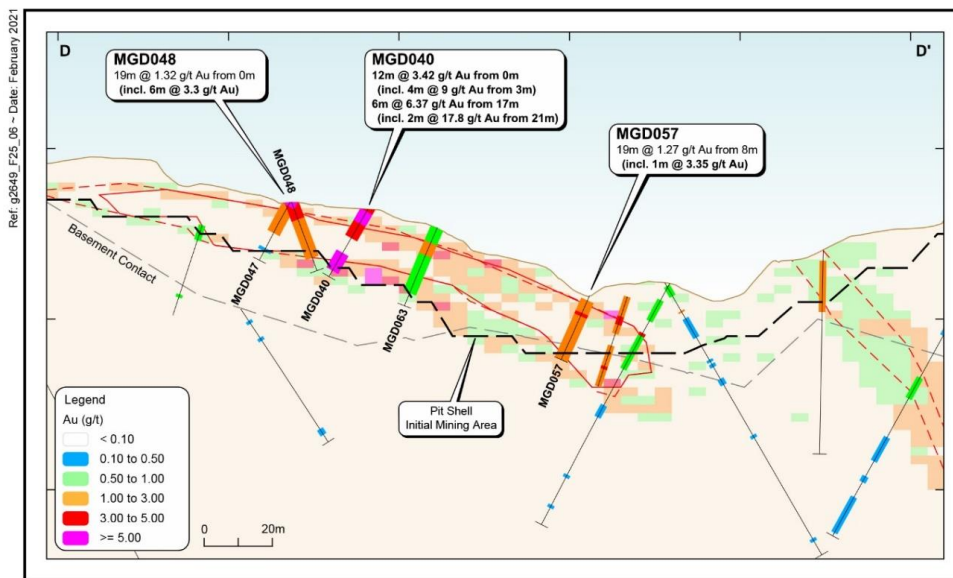 Ref: g2649_F25_06 ~ Date: February 2021
D
D'
MGD048
19m @ 1.32 g/t Au from 0m
(incl. 6m @ 3.3 g/t Au)
MGD040
12m @ 3.42 g/t Au from 0m
(incl. 4m @ 9 g/t Au from 3m)
6m @ 6.37 g/t Au from 17m
(incl. 2m @ 17.8 g/t Au from 21m)
MGD057
19m @ 1.27 g/t Au from 8m
(incl. 1m @ 3.35 g/t Au)
MGD048
Basement Contact
MGD047
MGD040
MGD063
MGD057
Pit Shell
Initial Mining Area
Legend
Au (g/t)
< 0.10
0.10 to 0.50
0.50 to 1.00
1.00 to 3.00
3.00 to 5.00
>= 5.00
0 20m